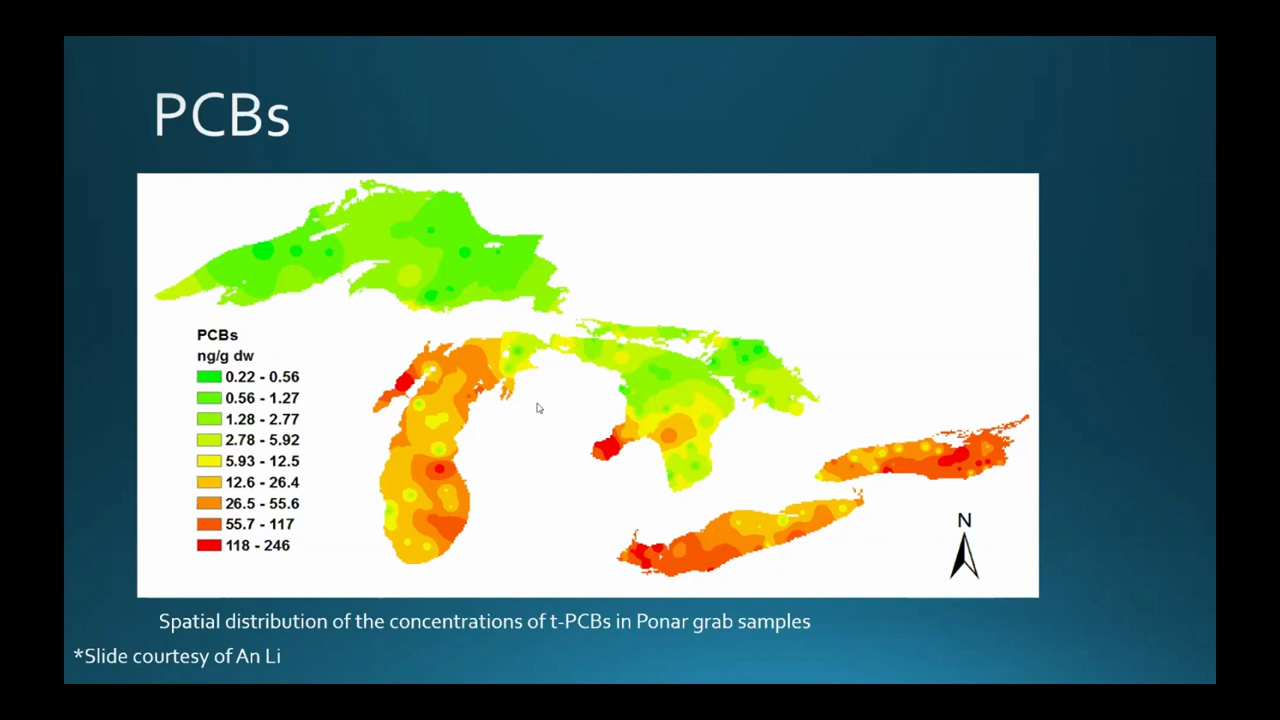 PCBs
PCBs
ng/g dw
0.22 - 0.56
0.56 - 1.27
1.28 - 2.77
2.78 - 5.92
5.93 - 12.5
12.6 - 26.4
26.5 - 55.6
55.7 - 117
118 - 246
N
Spatial distribution of the concentrations of t-PCBs in Ponar grab samples
*Slide courtesy of An Li